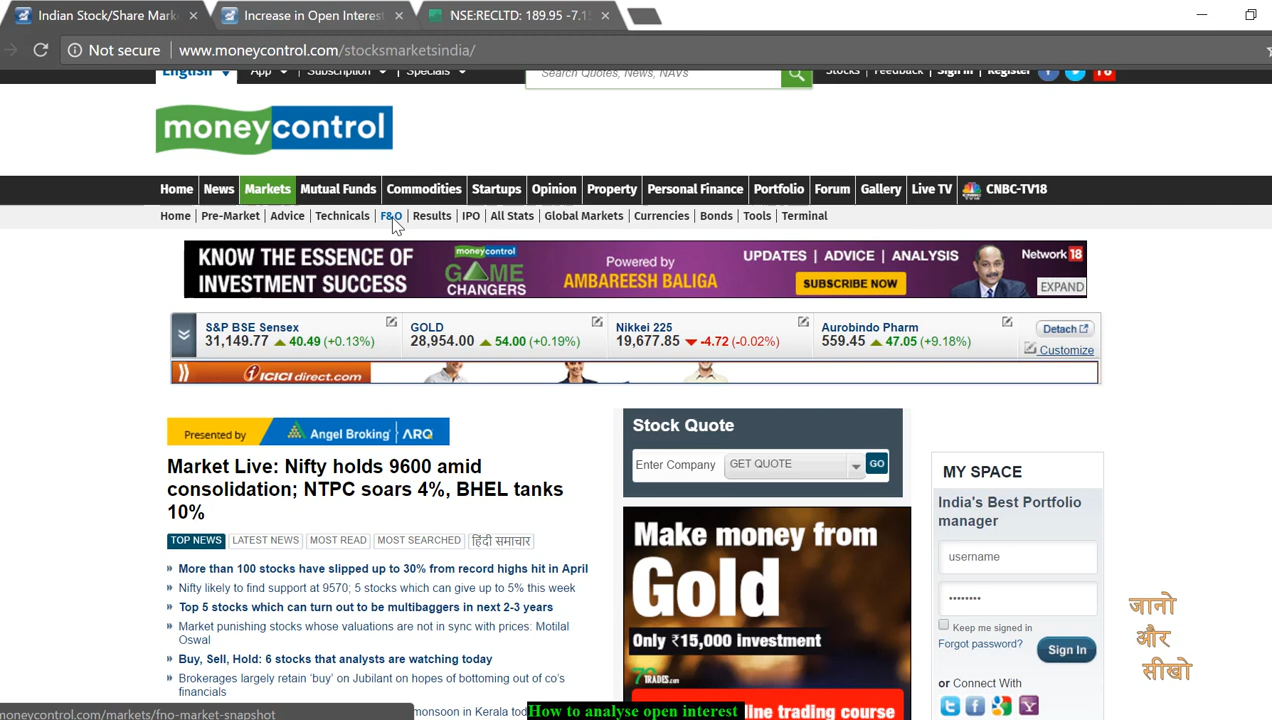 Indian Stock/Share Mark
Increase in Open Interest
NSE:RECLTD: 189.95 -7.1
Not secure
www.moneycontrol.com/stocksmarketsindia/
English
App
Subscription
Specials
Search Quotes, News, NAVs
Stocks
Feedback
Sign In
Register
moneycontrol
Home News Markets Mutual Funds Commodities Startups Opinion Property Personal Finance Portfolio Forum Gallery Live TV CNBC-TV18
Home | Pre-Market | Advice | Technicals | F&O | Results | IPO | All Stats | Global Markets | Currencies | Bonds | Tools | Terminal
KNOW THE ESSENCE OF
INVESTMENT SUCCESS
moneycontrol
GAME
CHANGERS
Powered by
AMBAREESH BALIGA
UPDATES | ADVICE | ANALYSIS
SUBSCRIBE NOW
Network 18
EXPAND
S&P BSE Sensex
31,149.77 40.49 (+0.13%)
GOLD
28,954.00 54.00 (+0.19%)
Nikkei 225
19,677.85 -4.72 (-0.02%)
Aurobindo Pharm
559.45 47.05 (+9.18%)
Detach
Customize
ICICI direct.com
Presented by
Angel Broking ARQ
Market Live: Nifty holds 9600 amid
consolidation; NTPC soars 4%, BHEL tanks
10%
TOP NEWS
LATEST NEWS
MOST READ
MOST SEARCHED
हिंदी समाचार
» More than 100 stocks have slipped up to 30% from record highs hit in April
» Nifty likely to find support at 9570; 5 stocks which can give up to 5% this week
» Top 5 stocks which can turn out to be multibaggers in next 2-3 years
» Market punishing stocks whose valuations are not in sync with prices: Motilal
Oswal
» Buy, Sell, Hold: 6 stocks that analysts are watching today
» Brokerages largely retain 'buy' on Jubilant on hopes of bottoming out of co's
financials
monsoon in Kerala tod
Stock Quote
Enter Company
GET QUOTE
GO
Make money from
Gold
Only ₹15,000 investment
TRADES.com
line trading course
MY SPACE
India's Best Portfolio
manager
username
••••••••
Keep me signed in
Forgot password?
Sign In
or Connect With
जानो
और
सीखो
moneycontrol.com/markets/fno-market-snapshot
How to analyse open interest